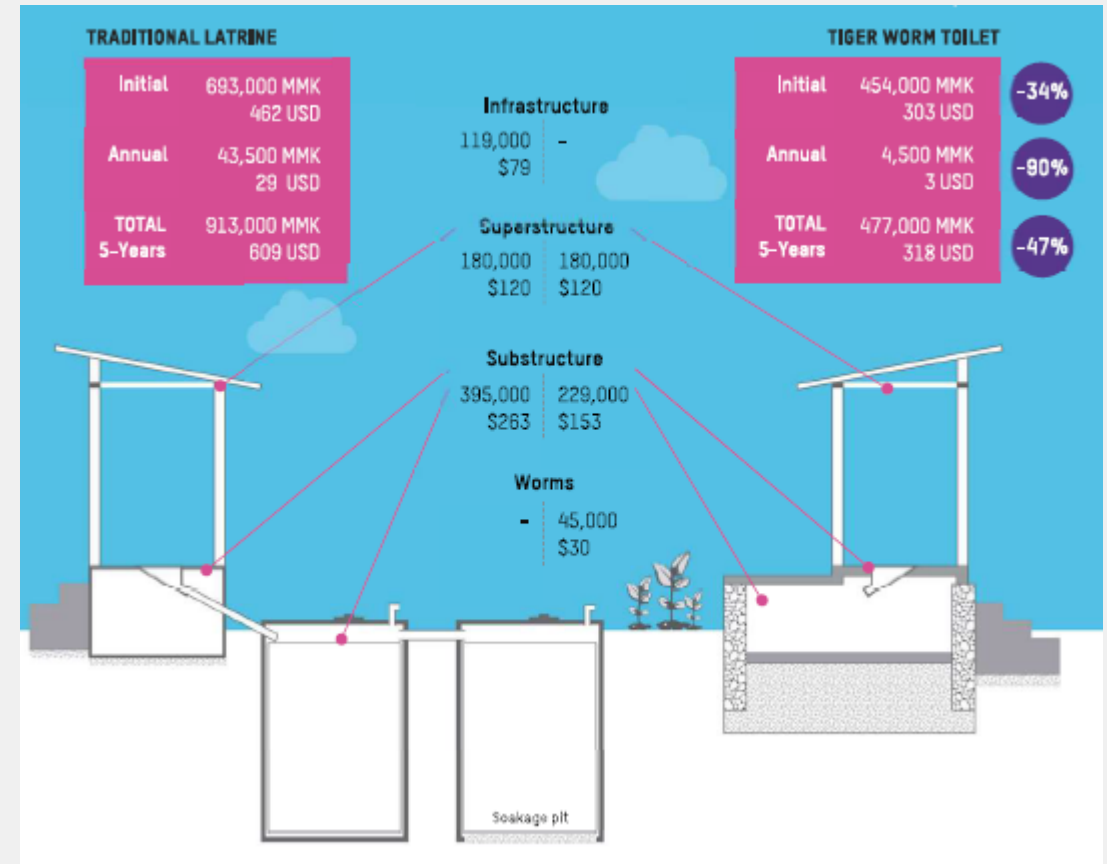 TRADITIONAL LATRINE
Initial 693,000 MMK
462 USD
Annual 43,500 MMK
29 USD
TOTAL 913,000 MMK
5-Years 609 USD
Infrastructure
119,000 -
$79
Superstructure
180,000 180,000
$120 $120
Substructure
395,000 229,000
$263 $153
Worms
- 45,000
$30
TIGER WORM TOILET
Initial 454,000 MMK -34%
303 USD
Annual 4,500 MMK -90%
3 USD
TOTAL 477,000 MMK -47%
5-Years 318 USD
Soakage pit